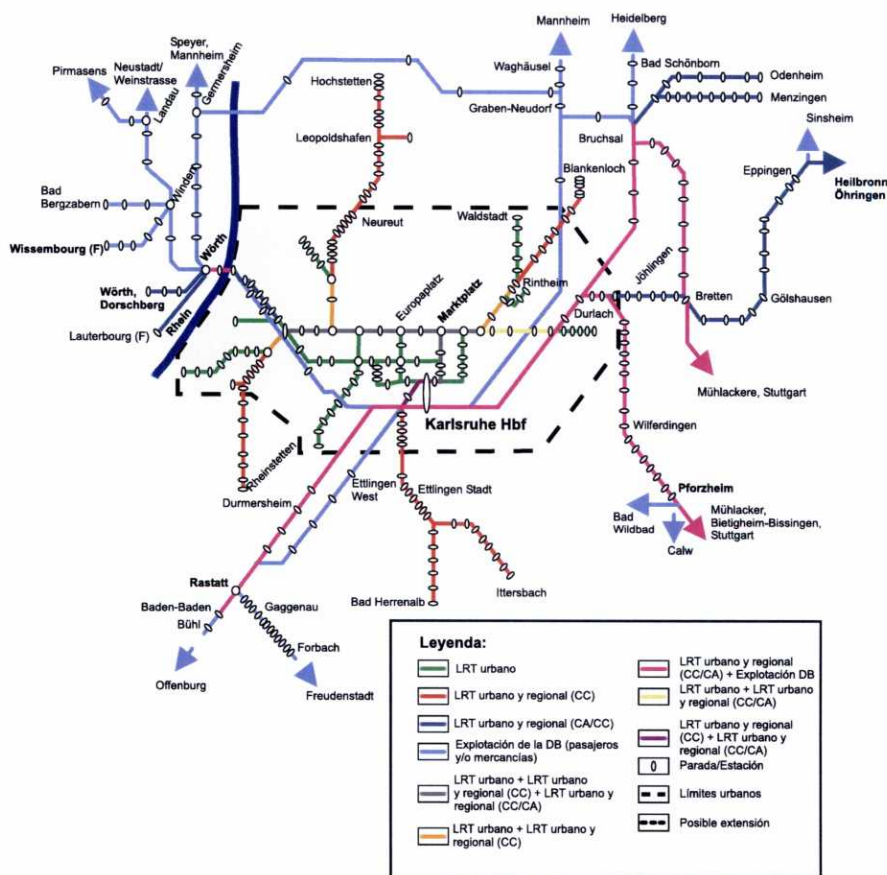 Mannheim
Heidelberg
Speyer,
Mannheim
Neustadt/
Weinstrasse
Pirmasens
Landau
Germersheim
Hochstetten
Waghäusel
Bad Schönborn
Odenheim
Menzingen
Graben-Neudorf
Sinsheim
Leopoldshafen
Bruchsal
Blankenloch
Eppingen
Heilbronn
Öhringen
Bad
Bergzabern
Winden
Neureut
Waldstadt
Wissembourg (F)
Wörth
Rintheim
Jöhlingen
Wörth,
Dorschberg
Europaplatz
Marktplatz
Durlach
Bretten
Gölshausen
Lauterbourg (F)
Rhein
Mühlackere, Stuttgart
Karlsruhe Hbf
Wilferdingen
Rheinstetten
Durmersheim
Ettlingen
West
Ettlingen Stadt
Pforzheim
Bad
Wildbad
Calw
Mühlacker,
Bietigheim-Bissingen,
Stuttgart
Rastatt
Gaggenau
Bad Herrenalb
Ittersbach
Baden-Baden
Bühl
Forbach
Offenburg
Freudenstadt
Leyenda:
LRT urbano
LRT urbano y regional (CC)
LRT urbano y regional (CA/CC)
Explotación de la DB (pasajeros
y/o mercancías)
LRT urbano + LRT urbano
y regional (CC) + LRT urbano y
regional (CC/CA)
LRT urbano + LRT urbano y
regional (CC)
LRT urbano y regional
(CC/CA) + Explotación DB
LRT urbano + LRT urbano
y regional (CC/CA)
LRT urbano y regional
(CC) + LRT urbano y
regional (CC/CA)
Parada/Estación
Límites urbanos
Posible extensión